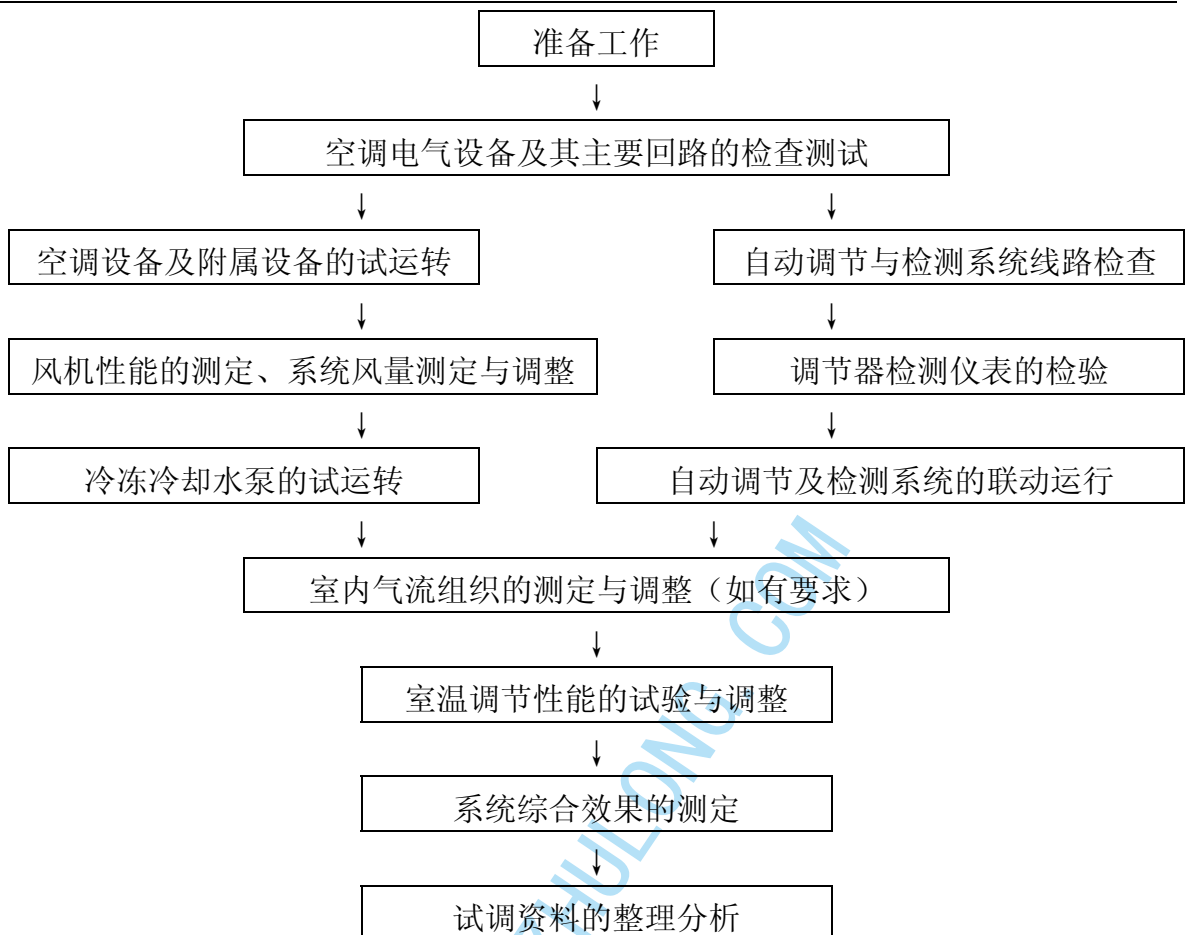 准备工作
↓
空调电气设备及其主要回路的检查测试
↓ ↓
空调设备及附属设备的试运转 自动调节与检测系统线路检查
↓ ↓
风机性能的测定、系统风量测定与调整 调节器检测仪表的检验
↓ ↓
冷冻冷却水泵的试运转 自动调节及检测系统的联动运行
↓ ↓
室内气流组织的测定与调整（如有要求）
↓
室温调节性能的试验与调整
↓
系统综合效果的测定
↓
试调资料的整理分析
HULONG.COM